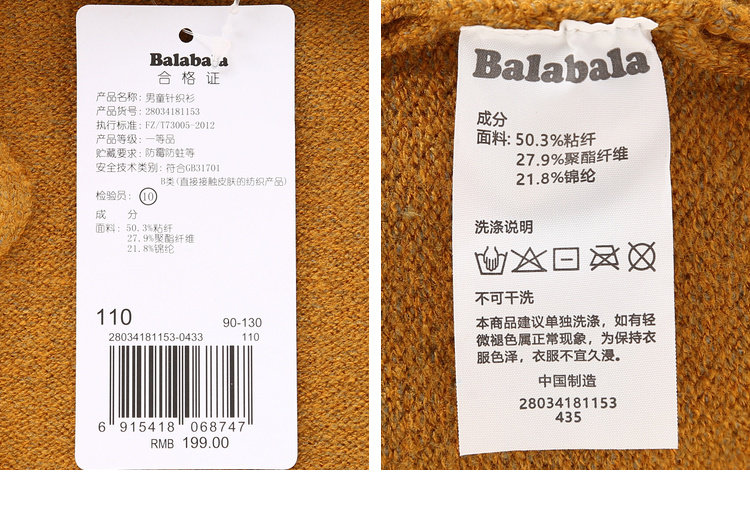 Balabala
合格证
产品名称: 男童针织衫
产品货号: 28034181153
执行标准: FZ/T73005-2012
产品等级: 一等品
贮藏要求: 防霉防蛀等
安全技术类别: 符合GB31701
B类(直接接触皮肤的纺织产品)
检验员: 10
成 分
面料: 50.3%粘纤
27.9%聚酯纤维
21.8%锦纶
110
90-130
28034181153-0433 110
6 915418 068747
RMB 199.00
Balabala
成分
面料: 50.3%粘纤
27.9%聚酯纤维
21.8%锦纶
洗涤说明
不可干洗
本商品建议单独洗涤，如有轻
微褪色属正常现象，为保持衣
服色泽，衣服不宜久浸。
中国制造
28034181153
435